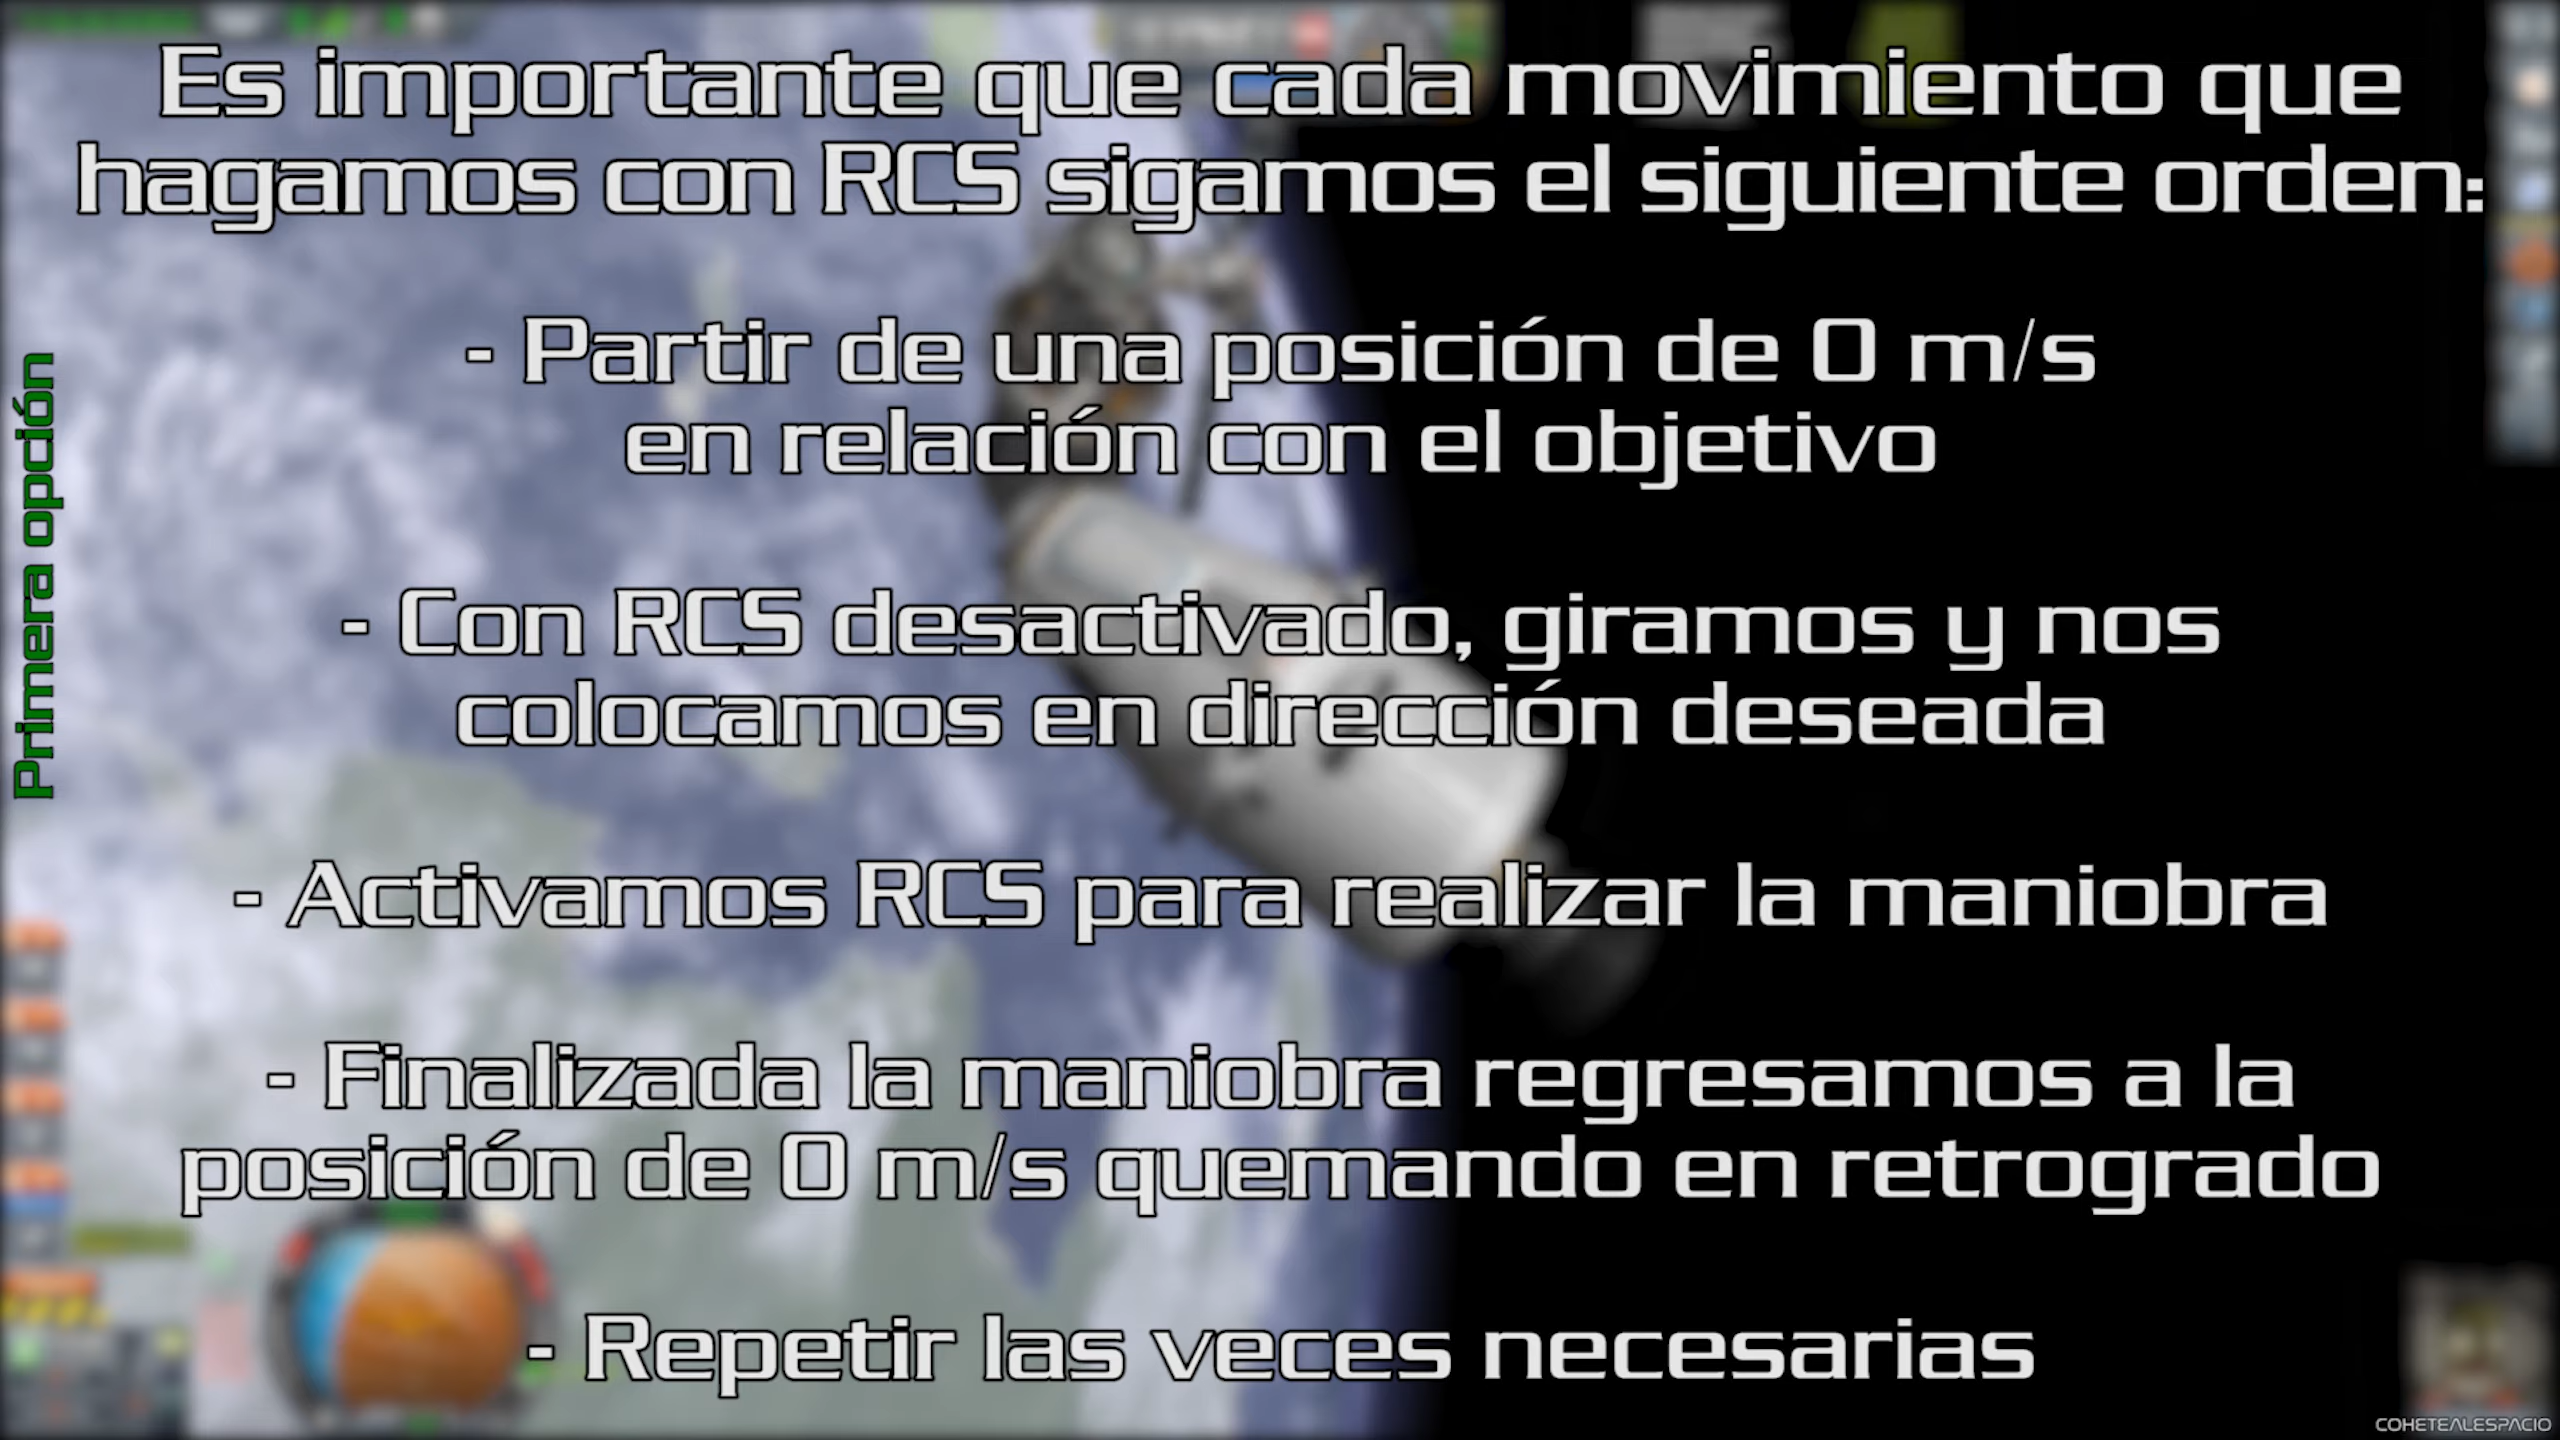 Es importante que cada movimiento que
hagamos con RCS sigamos el siguiente orden:
- Partir de una posición de 0 m/s
en relación con el objetivo
- Con RCS desactivado, giramos y nos
colocamos en dirección deseada
- Activamos RCS para realizar la maniobra
- Finalizada la maniobra regresamos a la
posición de 0 m/s quemando en retrogrado
- Repetir las veces necesarias
Primera opción
COHETEALESPACIO